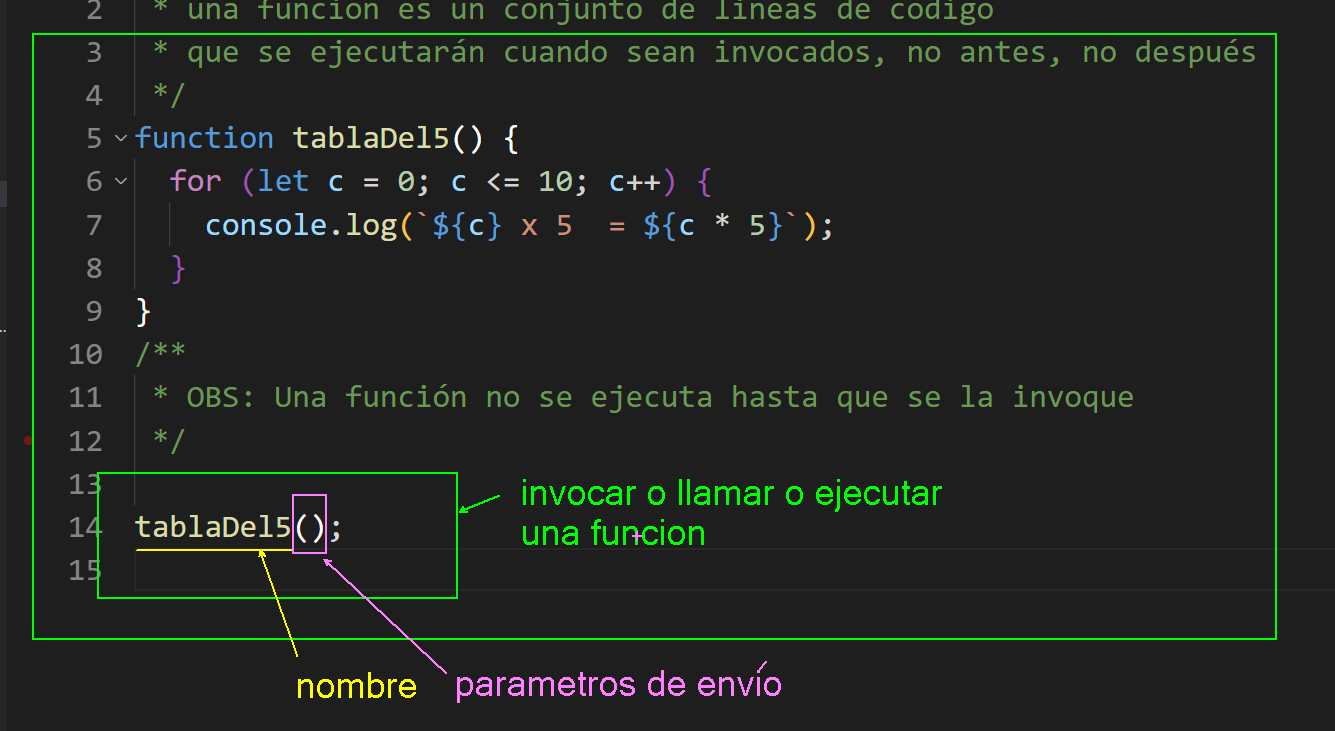 2 * una funcion es un conjunto de lineas de codigo
3 * que se ejecutarán cuando sean invocados, no antes, no después
4 */
5 function tablaDel5() {
6 for (let c = 0; c <= 10; c++) {
7 console.log(`${c} x 5  = ${c * 5}`);
8 }
9 }
10 /**
11 * OBS: Una función no se ejecuta hasta que se la invoque
12 */
13
invocar o llamar o ejecutar
14 tablaDel5();
una funcion
15
nombre
parametros de envío